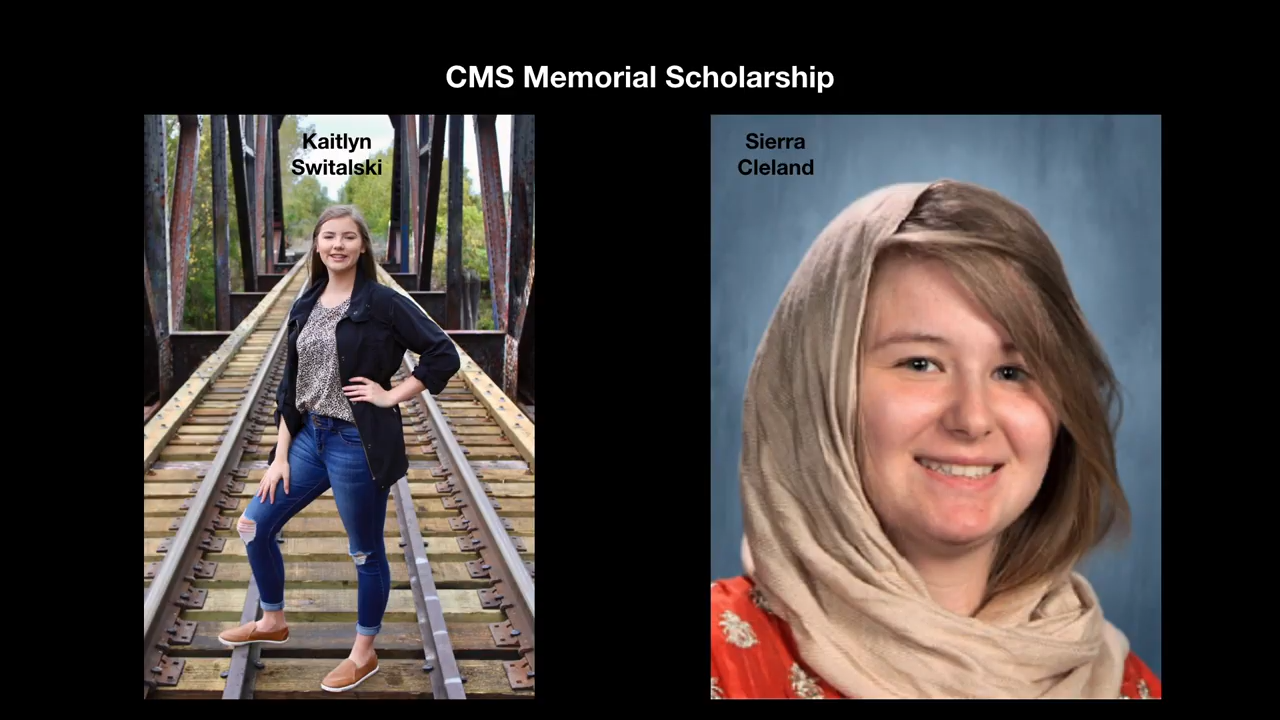 CMS Memorial Scholarship
Kaitlyn
Switalski
Sierra
Cleland